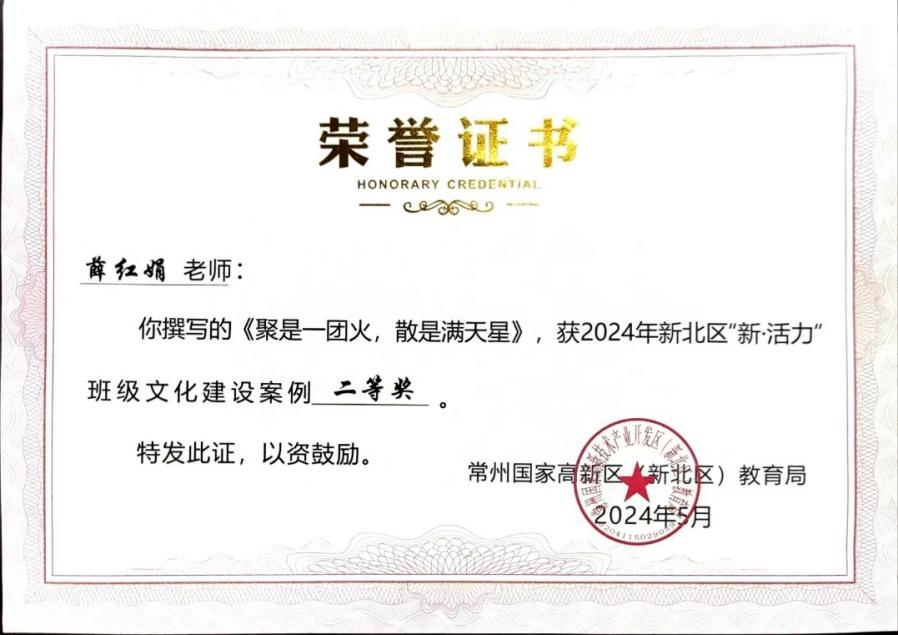 荣誉证书
HONORARY CREDENTIAL
薛红娟 老师：
你撰写的《聚是一团火，散是满天星》，获2024年新北区“新·活力”
班级文化建设案例 二等奖 。
特发此证，以资鼓励。
常州国家高新区（新北区）教育局
2024年5月